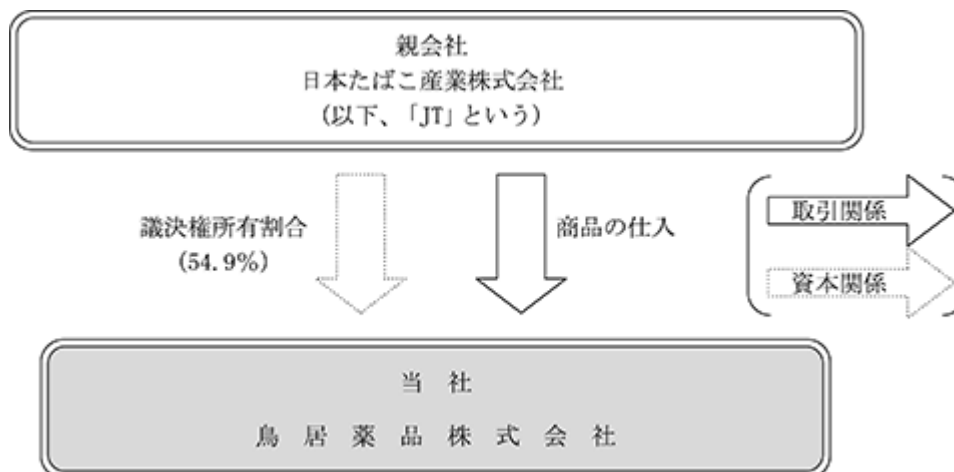 親会社
日本たばこ産業株式会社
(以下、「JT」という)
議決権所有割合
(54.9%)
商品の仕入
取引関係
資本関係
当 社
鳥 居 薬 品 株 式 会 社